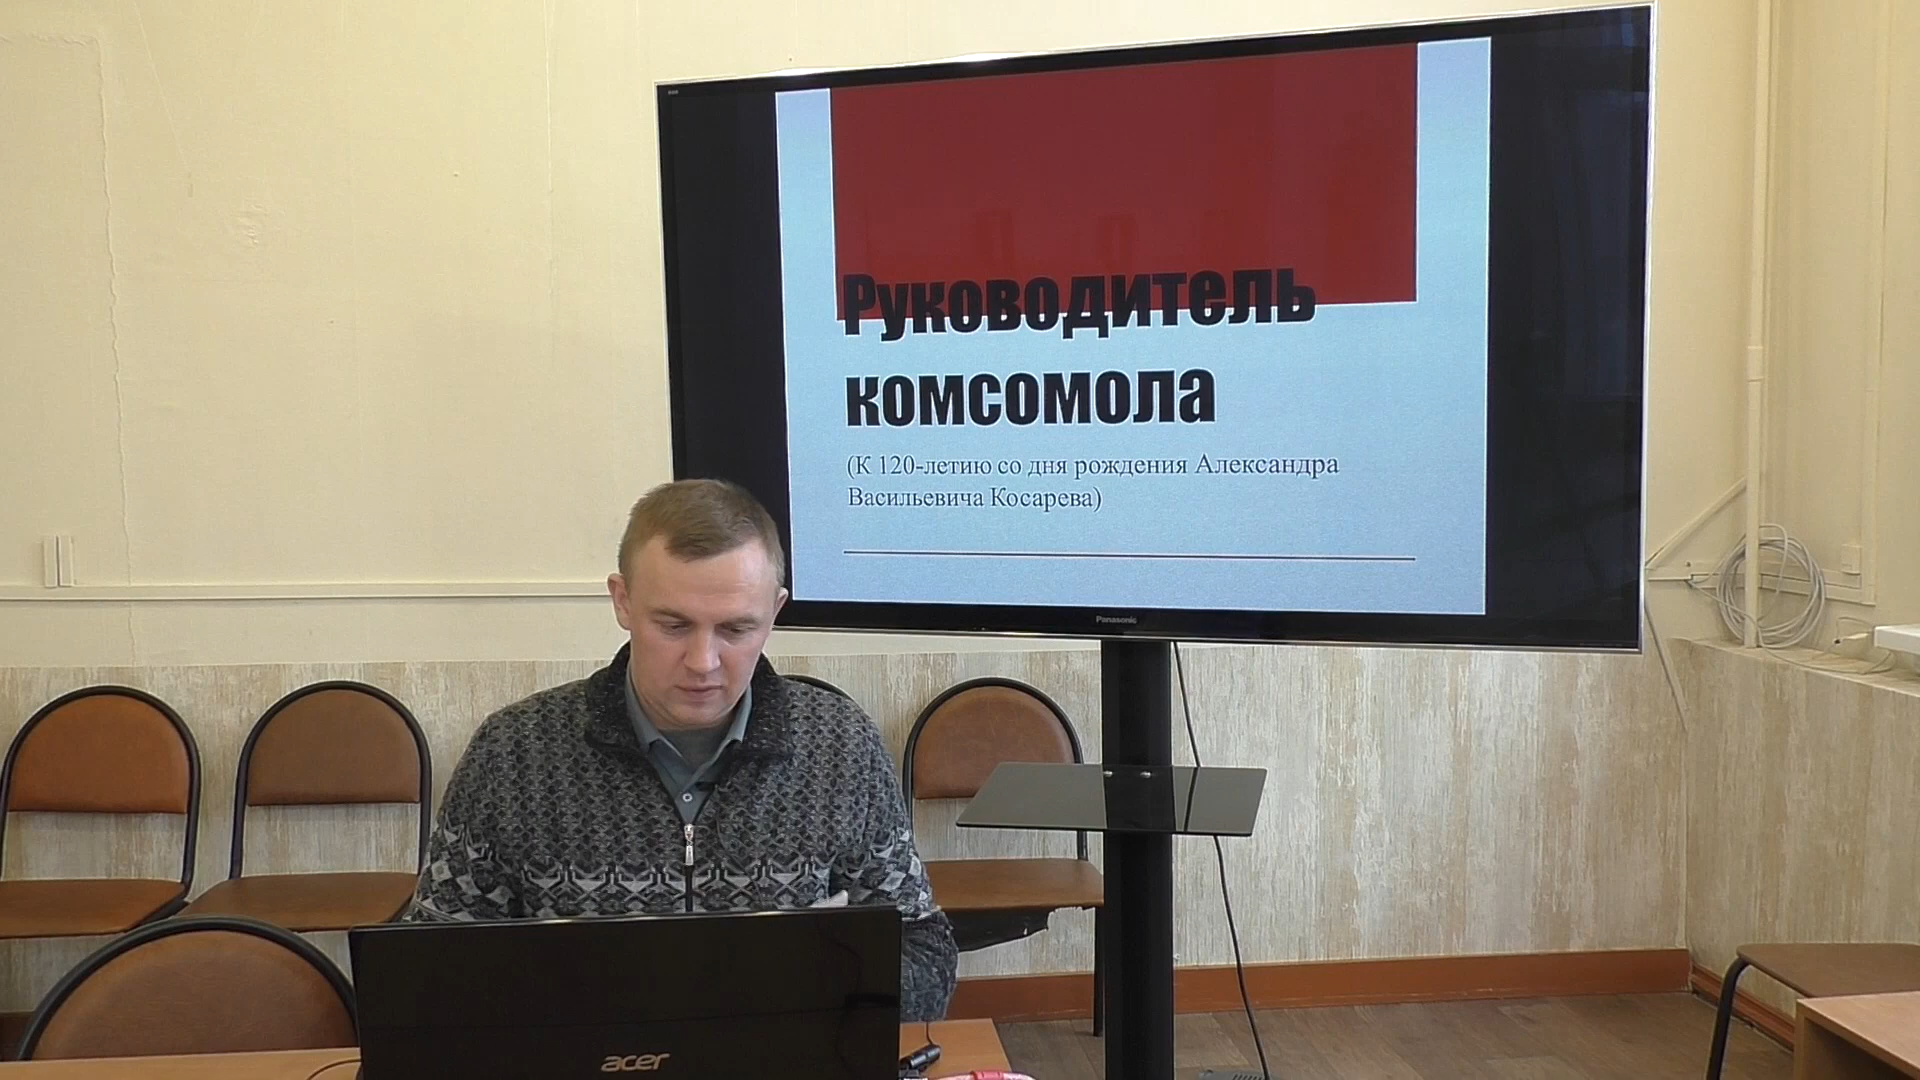 Руководитель
комсомола
(К 120-летию со дня рождения Александра
Васильевича Косарева)
Panasonic
acer